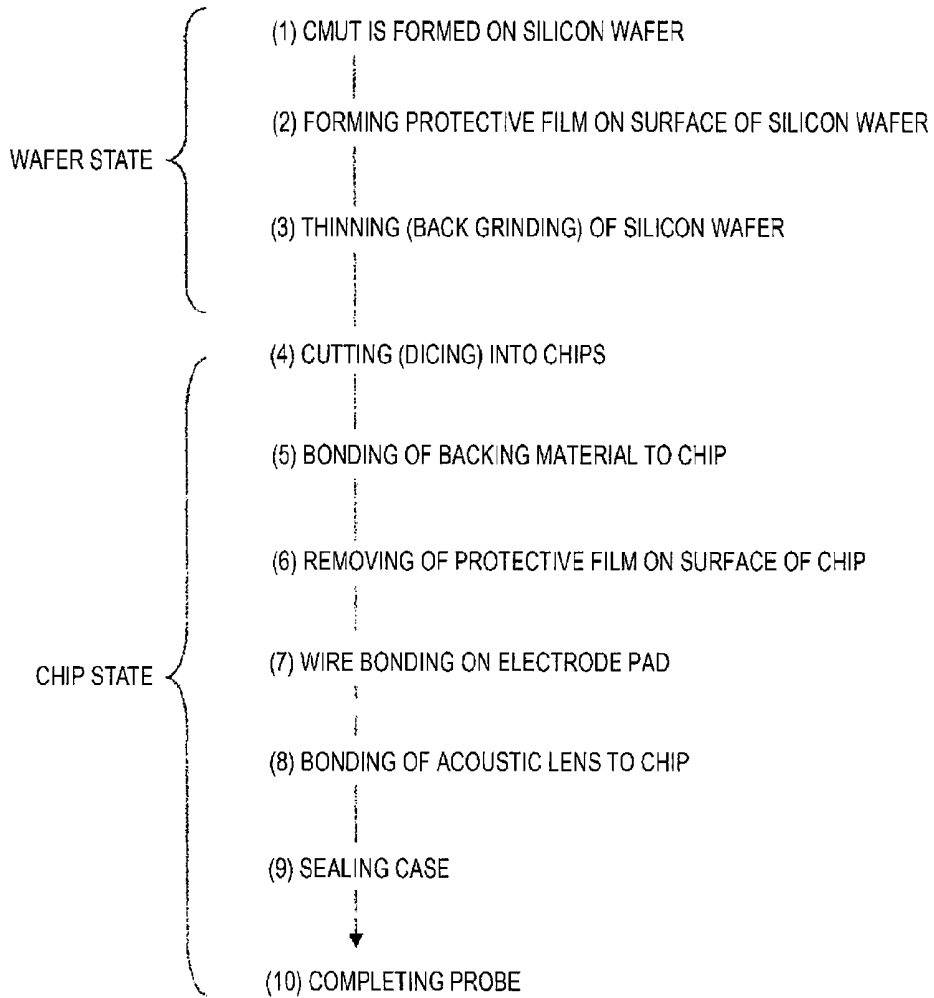 (1) CMUT IS FORMED ON SILICON WAFER
(2) FORMING PROTECTIVE FILM ON SURFACE OF SILICON WAFER
WAFER STATE
(3) THINNING (BACK GRINDING) OF SILICON WAFER
(4) CUTTING (DICING) INTO CHIPS
(5) BONDING OF BACKING MATERIAL TO CHIP
(6) REMOVING OF PROTECTIVE FILM ON SURFACE OF CHIP
CHIP STATE
(7) WIRE BONDING ON ELECTRODE PAD
(8) BONDING OF ACOUSTIC LENS TO CHIP
(9) SEALING CASE
(10) COMPLETING PROBE